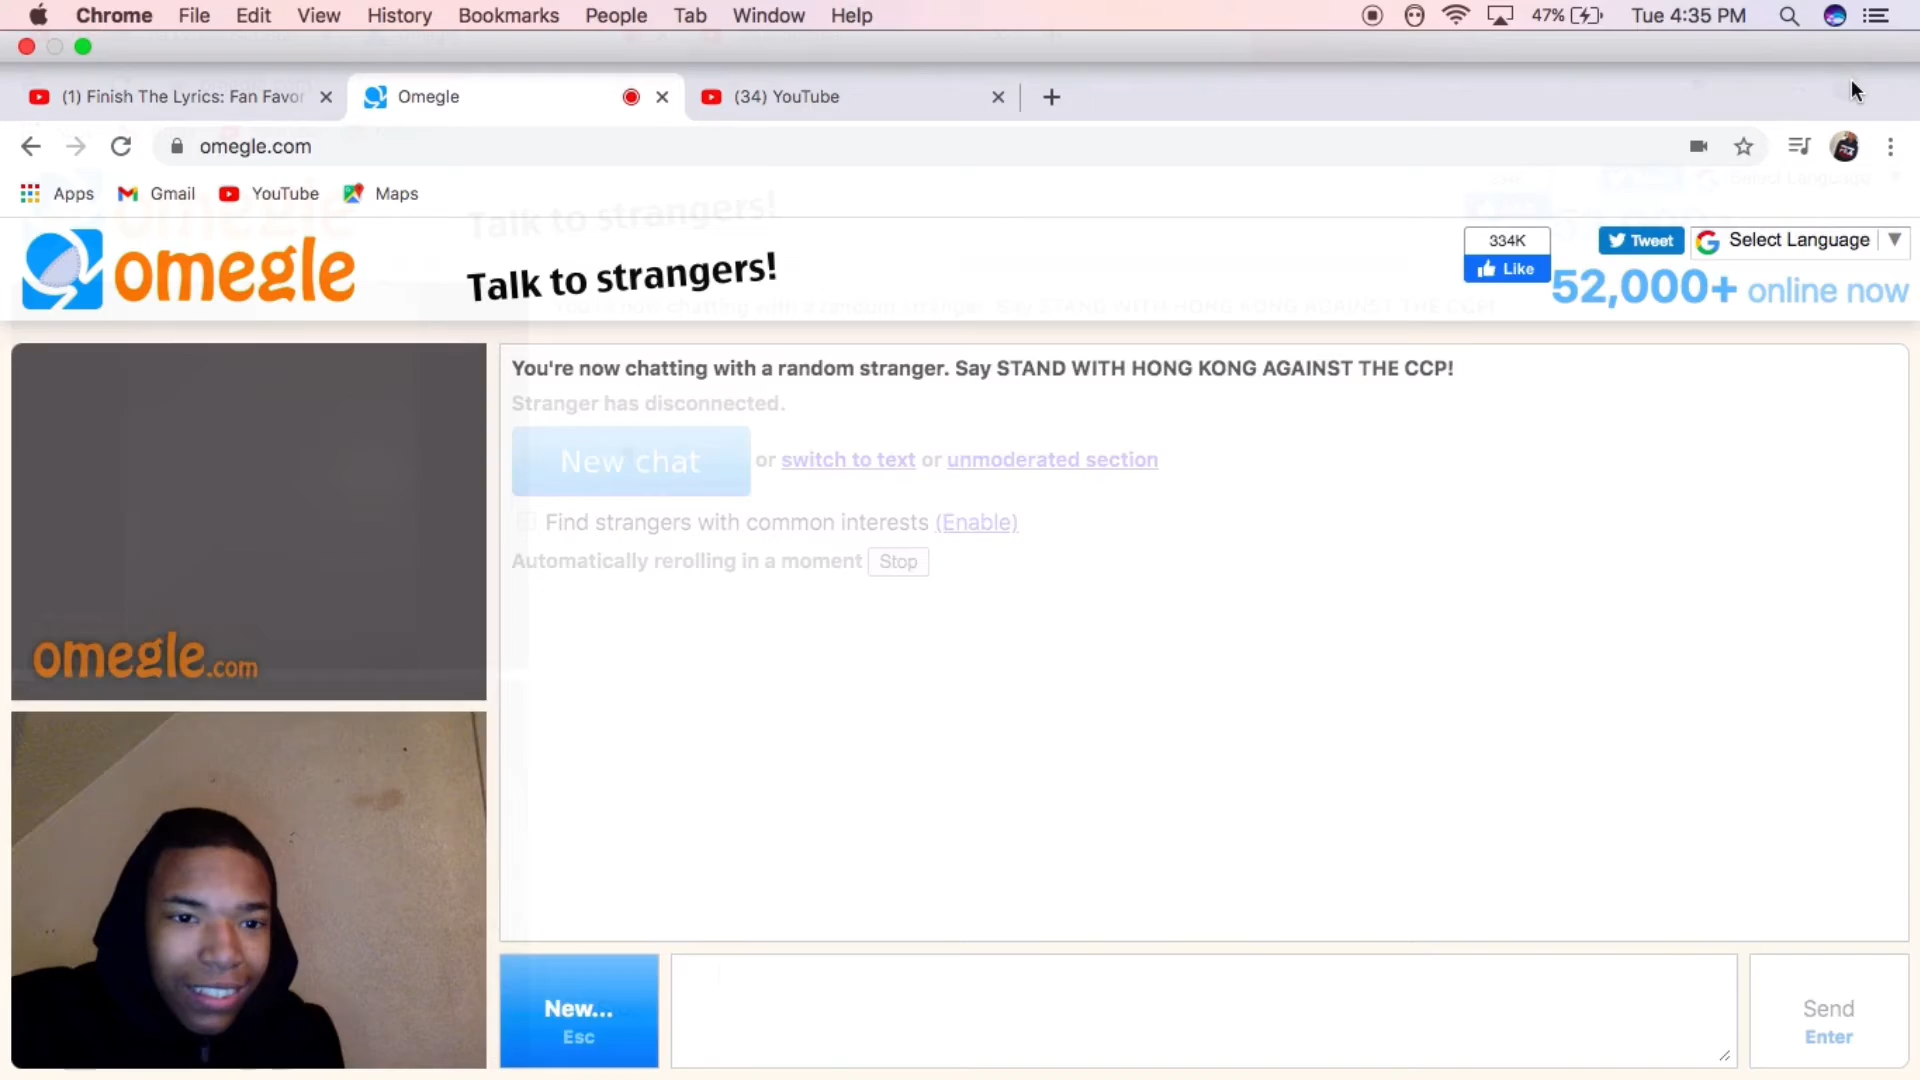 Chrome File Edit View History Bookmarks People Tab Window Help 47% Tue 4:35 PM
(1) Finish The Lyrics: Fan Favor Omegle (34) YouTube
omegle.com
Apps Gmail YouTube Maps
omegle Talk to strangers! 334K Like Tweet Select Language
52,000+ online now
You're now chatting with a random stranger. Say STAND WITH HONG KONG AGAINST THE CCP!
Stranger has disconnected.
New chat or switch to text or unmoderated section
Find strangers with common interests (Enable)
Automatically rerolling in a moment Stop
omegle.com
New...
Esc
Send
Enter